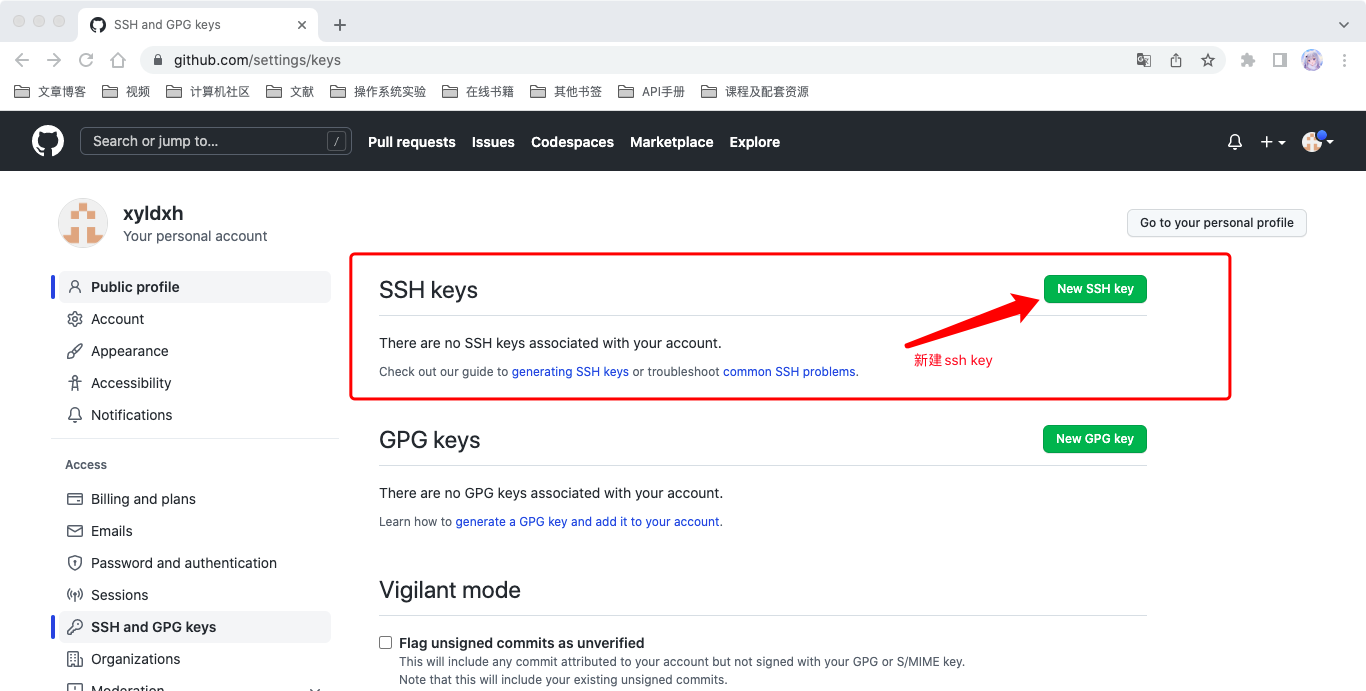 SSH and GPG keys
github.com/settings/keys
文章博客 视频 计算机社区 文献 操作系统实验 在线书籍 其他书签 API手册 课程及配套资源
Search or jump to... / Pull requests Issues Codespaces Marketplace Explore
xyldxh
Your personal account
Go to your personal profile
Public profile
Account
Appearance
Accessibility
Notifications
Access
Billing and plans
Emails
Password and authentication
Sessions
SSH and GPG keys
Organizations
Moderation
SSH keys
New SSH key
There are no SSH keys associated with your account.
新建ssh key
Check out our guide to generating SSH keys or troubleshoot common SSH problems.
GPG keys
New GPG key
There are no GPG keys associated with your account.
Learn how to generate a GPG key and add it to your account.
Vigilant mode
Flag unsigned commits as unverified
This will include any commit attributed to your account but not signed with your GPG or S/MIME key.
Note that this will include your existing unsigned commits.